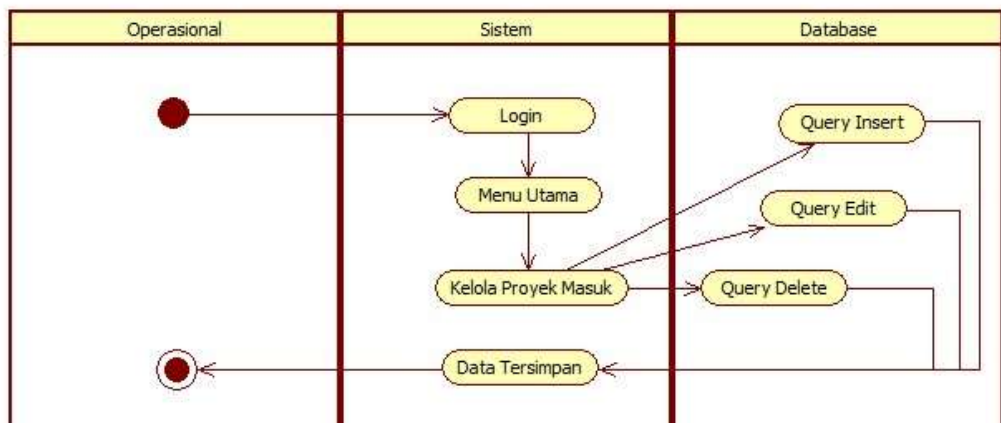 Operasional
Sistem
Database
Login
Query Insert
Menu Utama
Query Edit
Kelola Proyek Masuk
Query Delete
Data Tersimpan